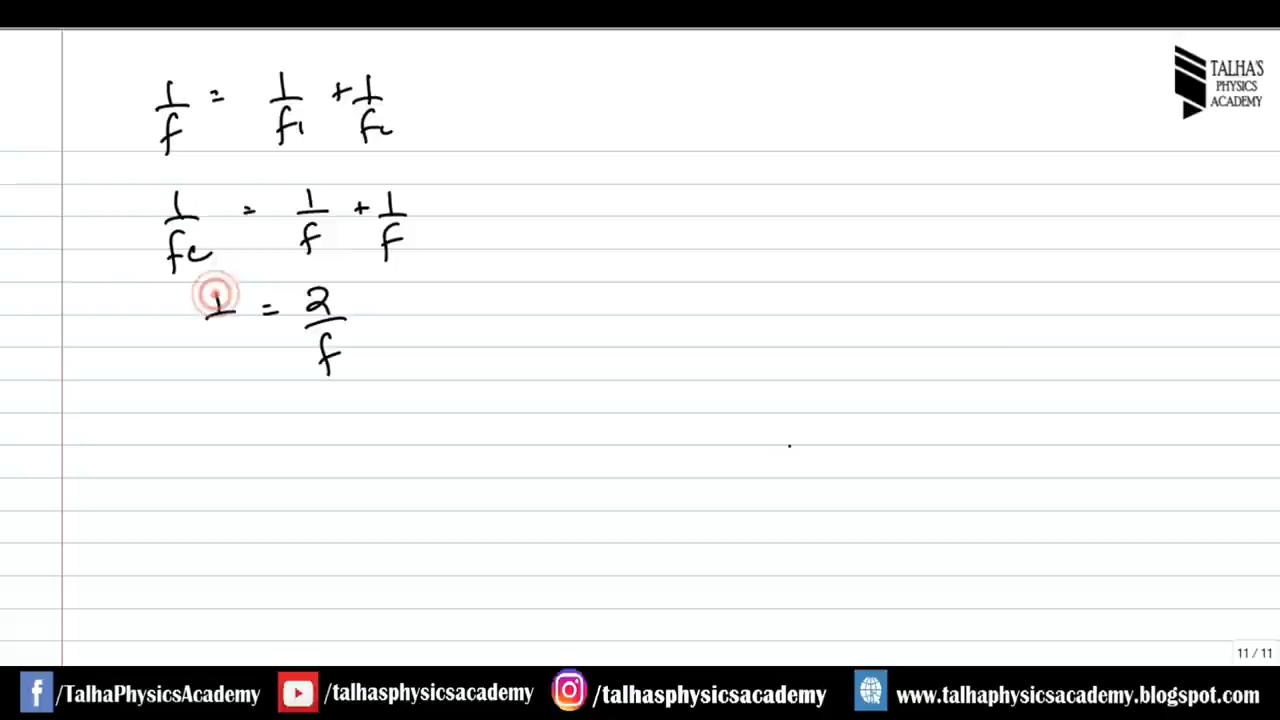 1/f = 1/f1 + 1/f2
1/fc = 1/f + 1/f
1 = 2/f
TALHA'S
PHYSICS
ACADEMY
11 / 11
/TalhaPhysicsAcademy
/talhasphysicsacademy
/talhasphysicsacademy
www.talhaphysicsacademy.blogspot.com